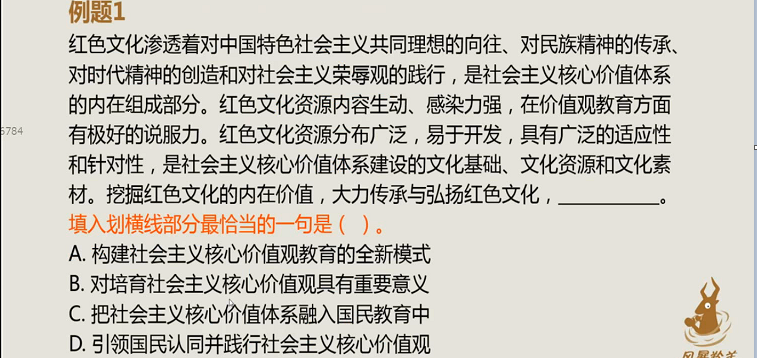 例题1
红色文化渗透着对中国特色社会主义共同理想的向往、对民族精神的传承、
对时代精神的创造和对社会主义荣辱观的践行，是社会主义核心价值体系
的内在组成部分。红色文化资源内容生动、感染力强，在价值观教育方面
有极好的说服力。红色文化资源分布广泛，易于开发，具有广泛的适应性
5784
和针对性，是社会主义核心价值体系建设的文化基础、文化资源和文化素
材。挖掘红色文化的内在价值，大力传承与弘扬红色文化，__________。
填入划横线部分最恰当的一句是（ ）。
A. 构建社会主义核心价值观教育的全新模式
B. 对培育社会主义核心价值观具有重要意义
C. 把社会主义核心价值体系融入国民教育中
D. 引领国民认同并践行社会主义核心价值观